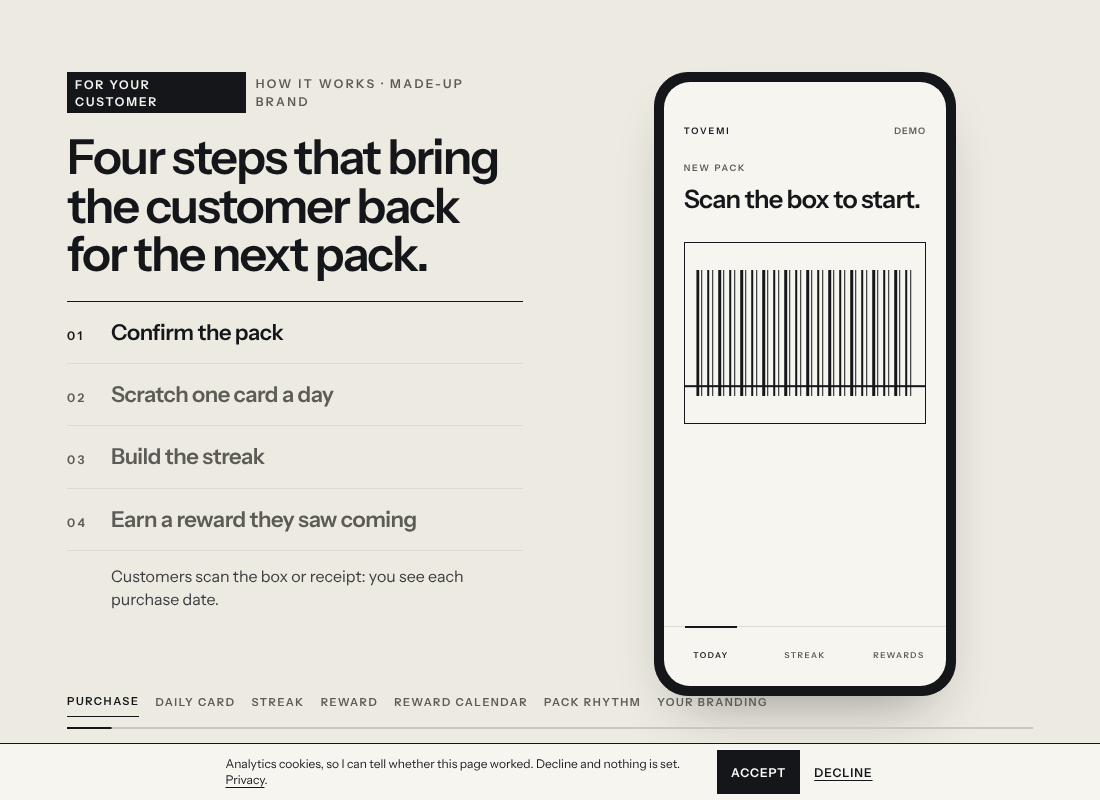 FOR YOUR
CUSTOMER
HOW IT WORKS · MADE-UP
BRAND
Four steps that bring
the customer back
for the next pack.
01 Confirm the pack
02 Scratch one card a day
03 Build the streak
04 Earn a reward they saw coming
Customers scan the box or receipt: you see each
purchase date.
TOVEMI DEMO
NEW PACK
Scan the box to start.
TODAY STREAK REWARDS
PURCHASE DAILY CARD STREAK REWARD REWARD CALENDAR PACK RHYTHM YOUR BRANDING
Analytics cookies, so I can tell whether this page worked. Decline and nothing is set.
Privacy.
ACCEPT DECLINE